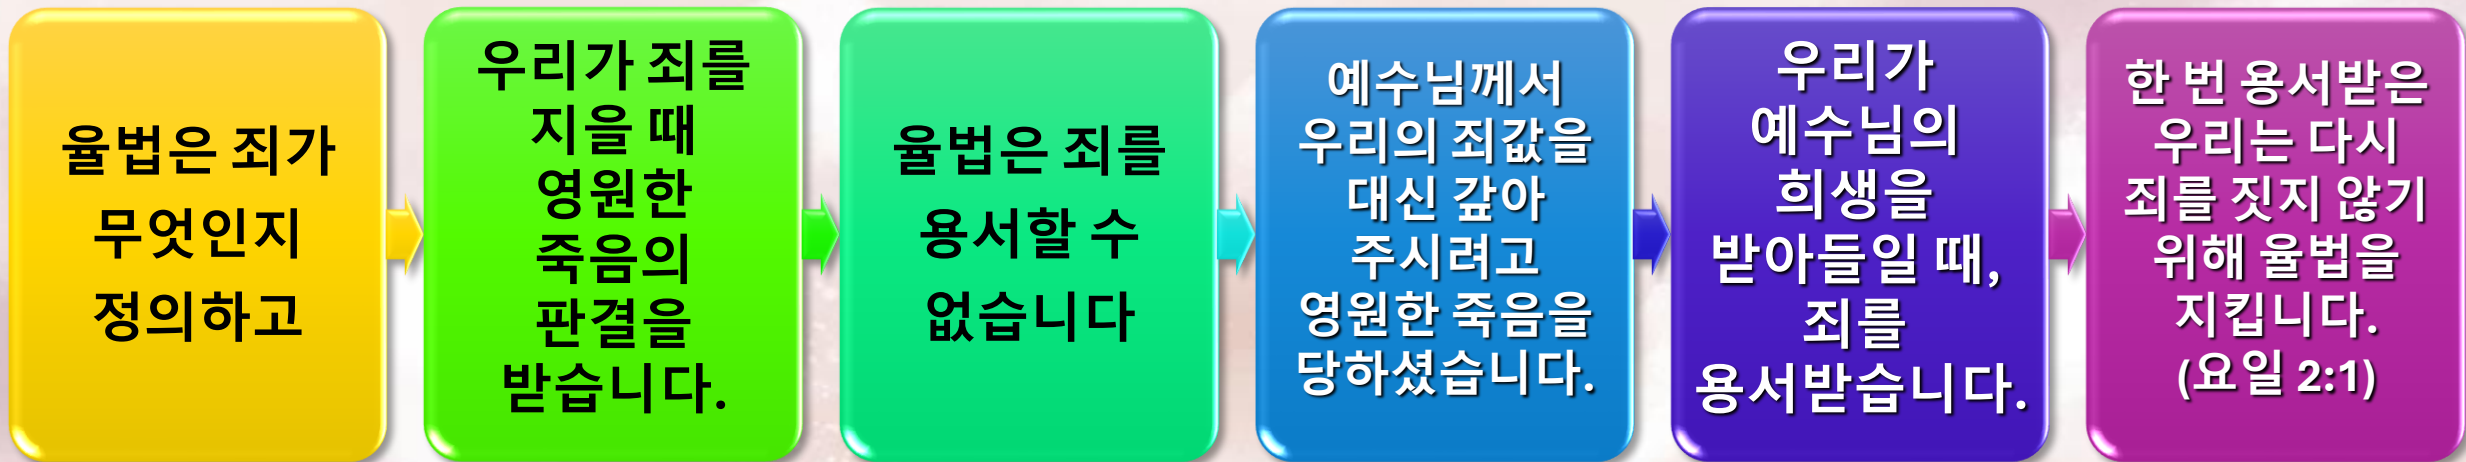 율법은 죄가
무엇인지
정의하고
우리가 죄를
지을 때
영원한
죽음의
판결을
받습니다.
율법은 죄를
용서할 수
없습니다
예수님께서
우리의 죄값을
대신 갚아
주시려고
영원한 죽음을
당하셨습니다.
우리가
예수님의
희생을
받아들일 때,
죄를
용서받습니다.
한 번 용서받은
우리는 다시
죄를 짓지 않기
위해 율법을
지킵니다.
(요일 2:1)